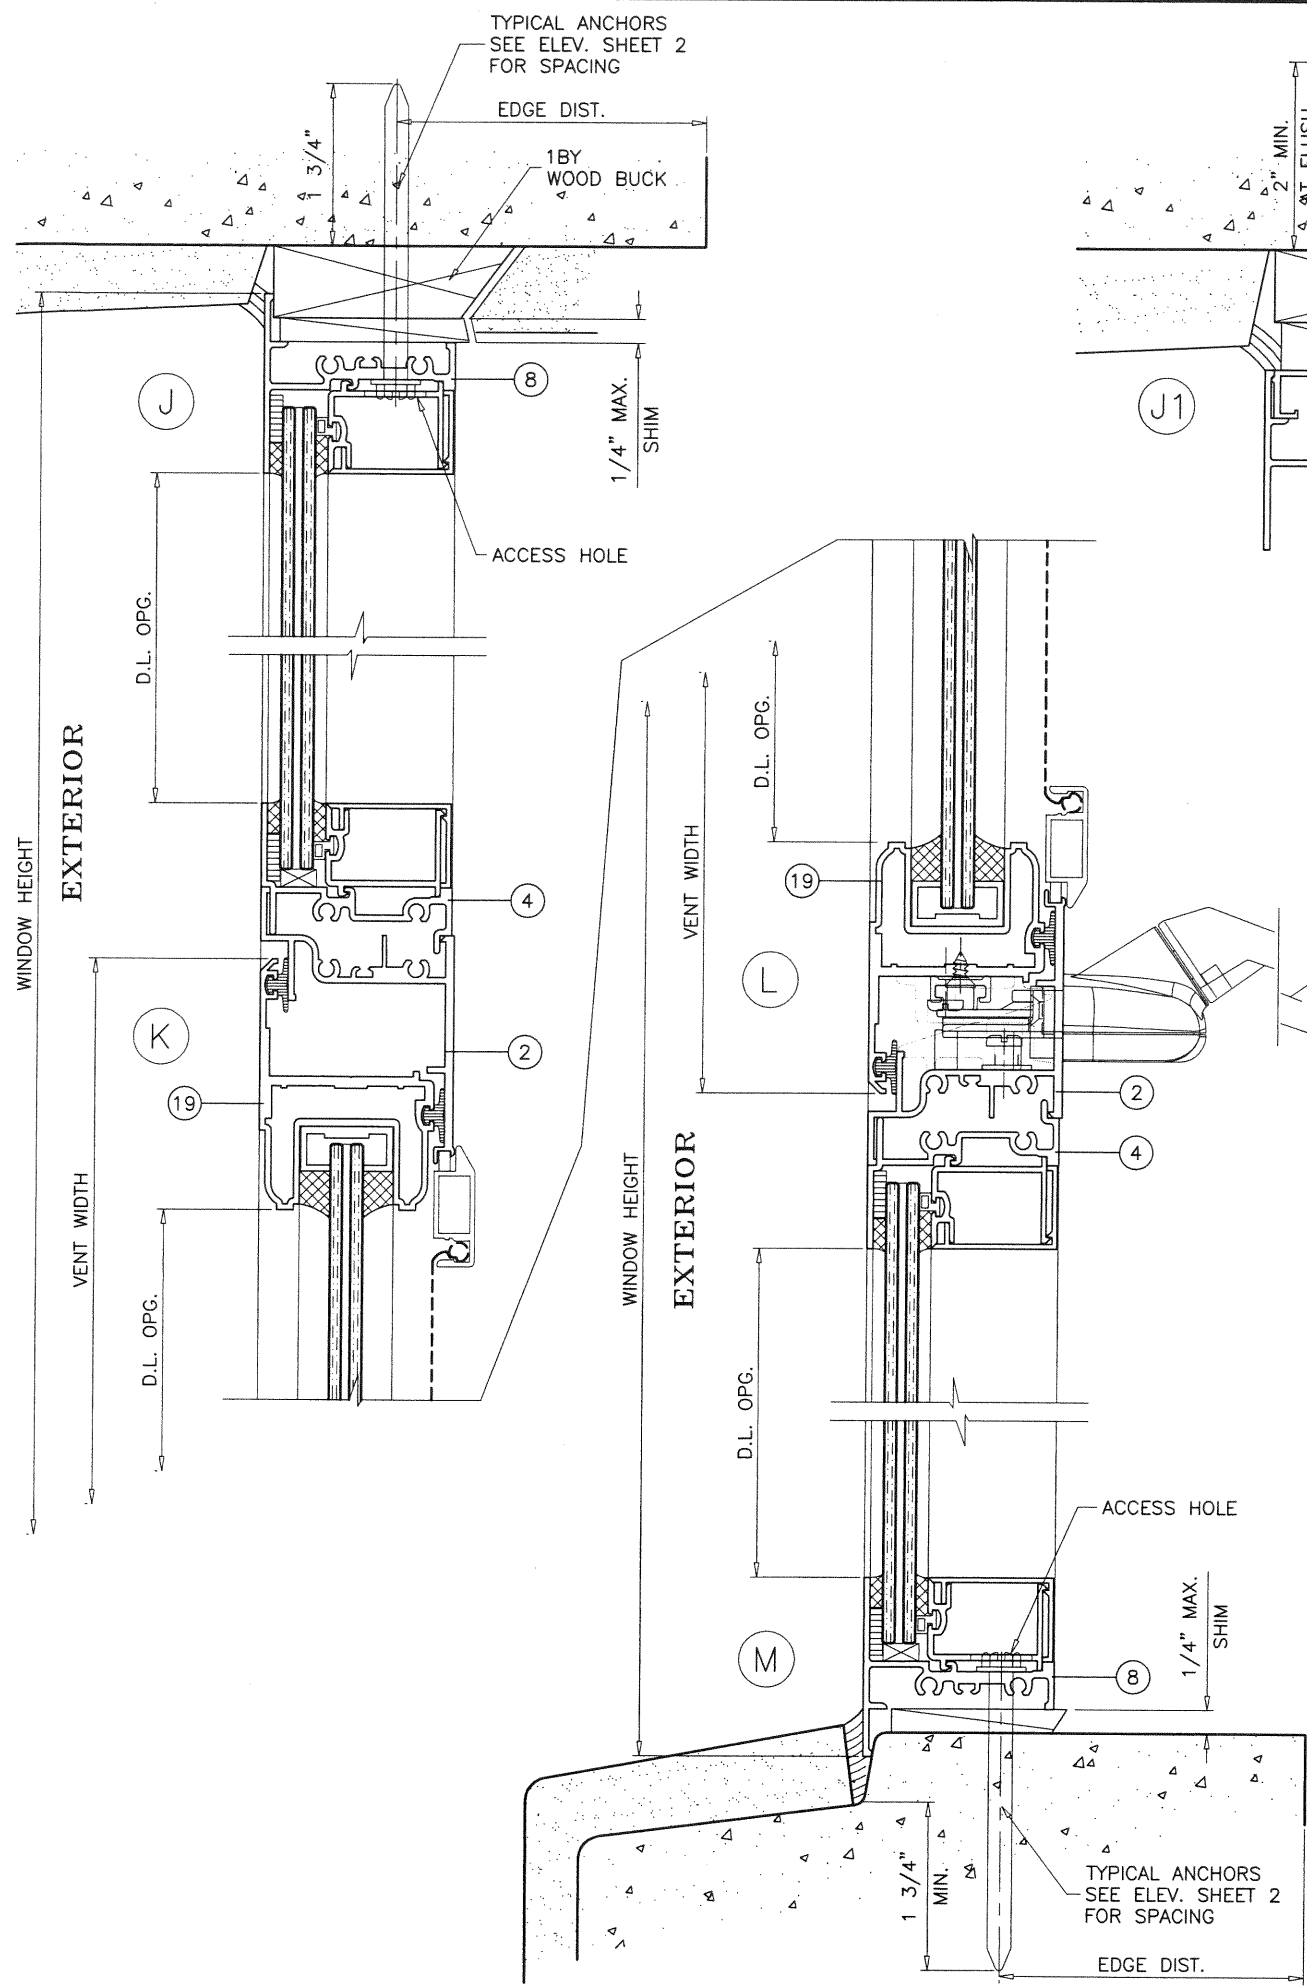 TYPICAL ANCHORS
SEE ELEV. SHEET 2
FOR SPACING
EDGE DIST.
1 3/4"
1BY
WOOD BUCK
8
J
1/4" MAX.
SHIM
ACCESS HOLE
D.L. OPG.
EXTERIOR
WINDOW HEIGHT
4
K
2
19
VENT WIDTH
D.L. OPG.
2" MIN.
AT FLUSH
J1
D.L. OPG.
VENT WIDTH
19
L
2
4
WINDOW HEIGHT
EXTERIOR
D.L. OPG.
ACCESS HOLE
1/4" MAX.
SHIM
M
8
1 3/4"
MIN.
TYPICAL ANCHORS
SEE ELEV. SHEET 2
FOR SPACING
EDGE DIST.